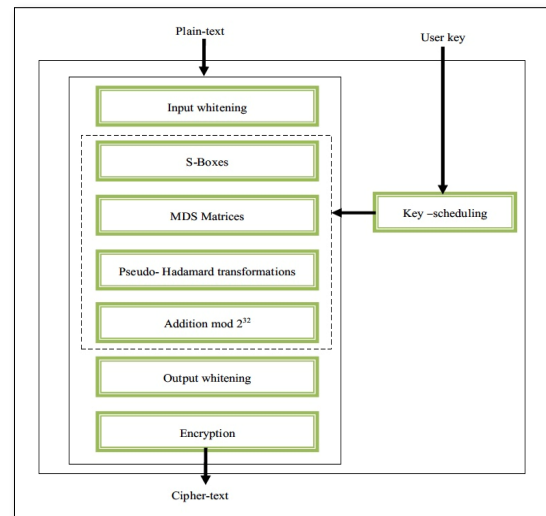 Plain-text
User key
Input whitening
S-Boxes
MDS Matrices
Key –scheduling
Pseudo- Hadamard transformations
Addition mod 2³²
Output whitening
Encryption
Cipher-text